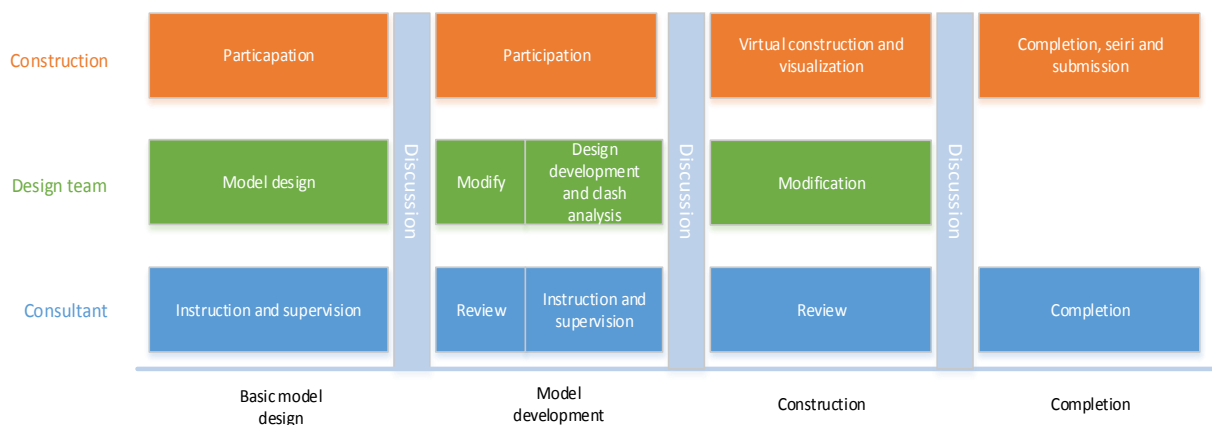 Construction
Particapation
Participation
Virtual construction and
visualization
Completion, seiri and
submission
Discussion
Discussion
Discussion
Design team
Model design
Modify
Design
development
and clash
analysis
Modification
Consultant
Instruction and supervision
Review
Instruction and
supervision
Review
Completion
Basic model
design
Model
development
Construction
Completion